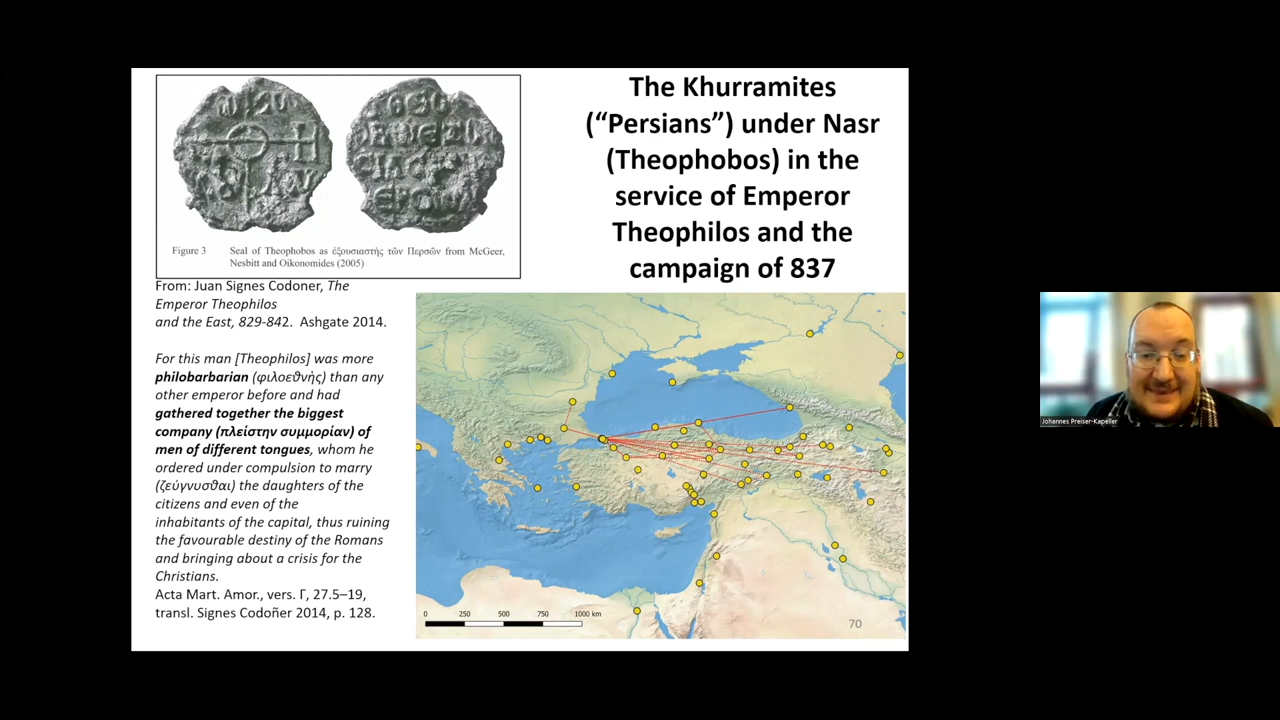 The Khurramites
("Persians") under Nasr
(Theophobos) in the
service of Emperor
Theophilos and the
campaign of 837
Figure 3 Seal of Theophobos as ἐξουσιαστὴς τῶν Περσῶν from McGeer,
Nesbitt and Oikonomides (2005)
From: Juan Signes Codoner, The
Emperor Theophilos
and the East, 829-842. Ashgate 2014.
For this man [Theophilos] was more
philobarbarian (φιλοεθνὴς) than any
other emperor before and had
gathered together the biggest
company (πλείστην συμμορίαν) of
men of different tongues, whom he
ordered under compulsion to marry
(ζεύγνυσθαι) the daughters of the
citizens and even of the
inhabitants of the capital, thus ruining
the favourable destiny of the Romans
and bringing about a crisis for the
Christians.
Acta Mart. Amor., vers. Γ, 27.5–19,
transl. Signes Codoñer 2014, p. 128.
0 250 500 750 1000 km
70
Johannes Preiser-Kapeller